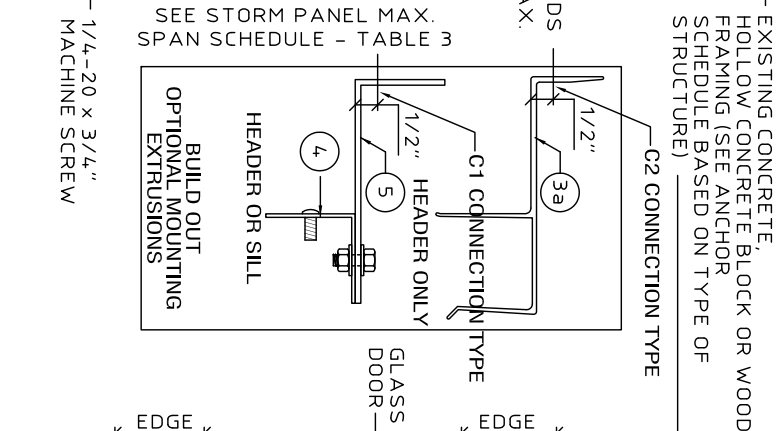 SEE STORM PANEL MAX.
SPAN SCHEDULE - TABLE 3
DS
AX.
EXISTING CONCRETE,
HOLLOW CONCRETE BLOCK OR WOOD
FRAMING (SEE ANCHOR
SCHEDULE BASED ON TYPE OF
STRUCTURE)
C2 CONNECTION TYPE
1/2"
3a
C1 CONNECTION TYPE
HEADER ONLY
1/2"
5
4
HEADER OR SILL
BUILD OUT
OPTIONAL MOUNTING
EXTRUSIONS
1/4-20 x 3/4"
MACHINE SCREW
GLASS
DOOR
EDGE
EDGE